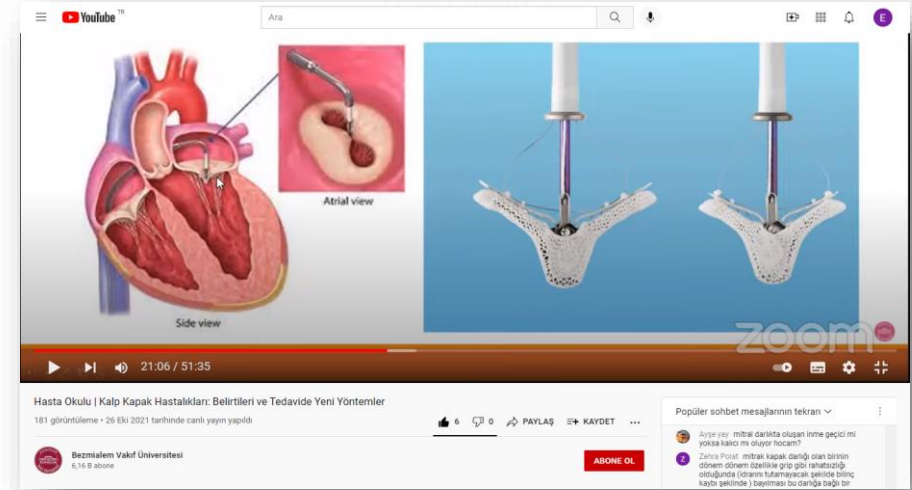 YouTube TR
Ara
E
Atrial view
Side view
zoom
21:06 / 51:35
Hasta Okulu | Kalp Kapak Hastalıkları: Belirtileri ve Tedavide Yeni Yöntemler
181 görüntüleme • 26 Eki 2021 tarihinde canlı yayın yapıldı
6 0 PAYLAŞ KAYDET ...
Bezmialem Vakıf Üniversitesi
6,16 B abone
ABONE OL
Popüler sohbet mesajlarının tekrarı
Ayşe yay mitral darlıkta oluşan inme geçici mi
yoksa kalıcı mı oluyor hocam?
Z
Zehra Polat mitrak kapak darlığı olan birinin
dönem dönem özellikle grip gibi rahatsızlığı
olduğunda (idrarını tutamayacak şekilde bilinç
kaybı şeklinde ) bayılması bu darlığa bağlı bir